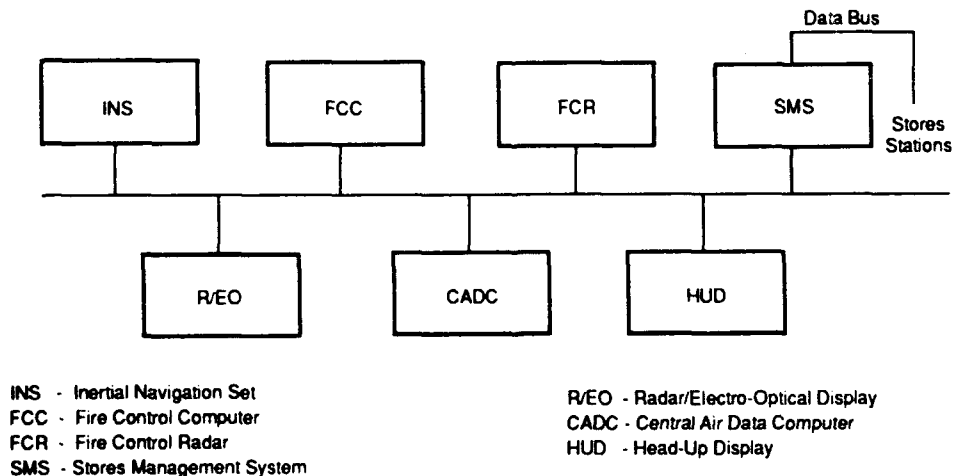 Data Bus
INS
FCC
FCR
SMS
Stores
Stations
R/EO
CADC
HUD
INS - Inertial Navigation Set
FCC - Fire Control Computer
FCR - Fire Control Radar
SMS - Stores Management System
R/EO - Radar/Electro-Optical Display
CADC - Central Air Data Computer
HUD - Head-Up Display